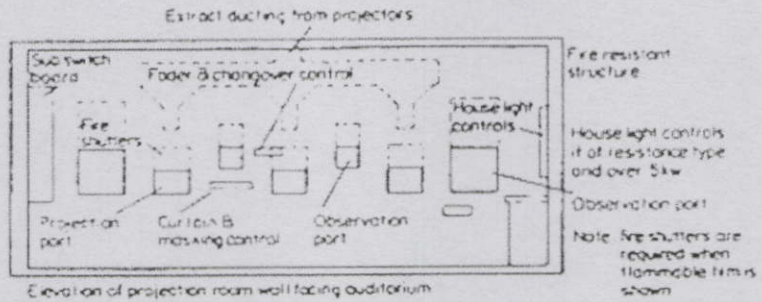 Extract ducting from projectors
Sub switch
board
Fader & changover control
Fire resistant
structure
Fire
shutters
House light
controls
House light controls
if of resistance type
and over 5kw
Projection
port
Curtain &
masking control
Observation
port
Observation port
Note fire shutters are
required when
flammable film is
shown
Elevation of projection room wall facing auditorium